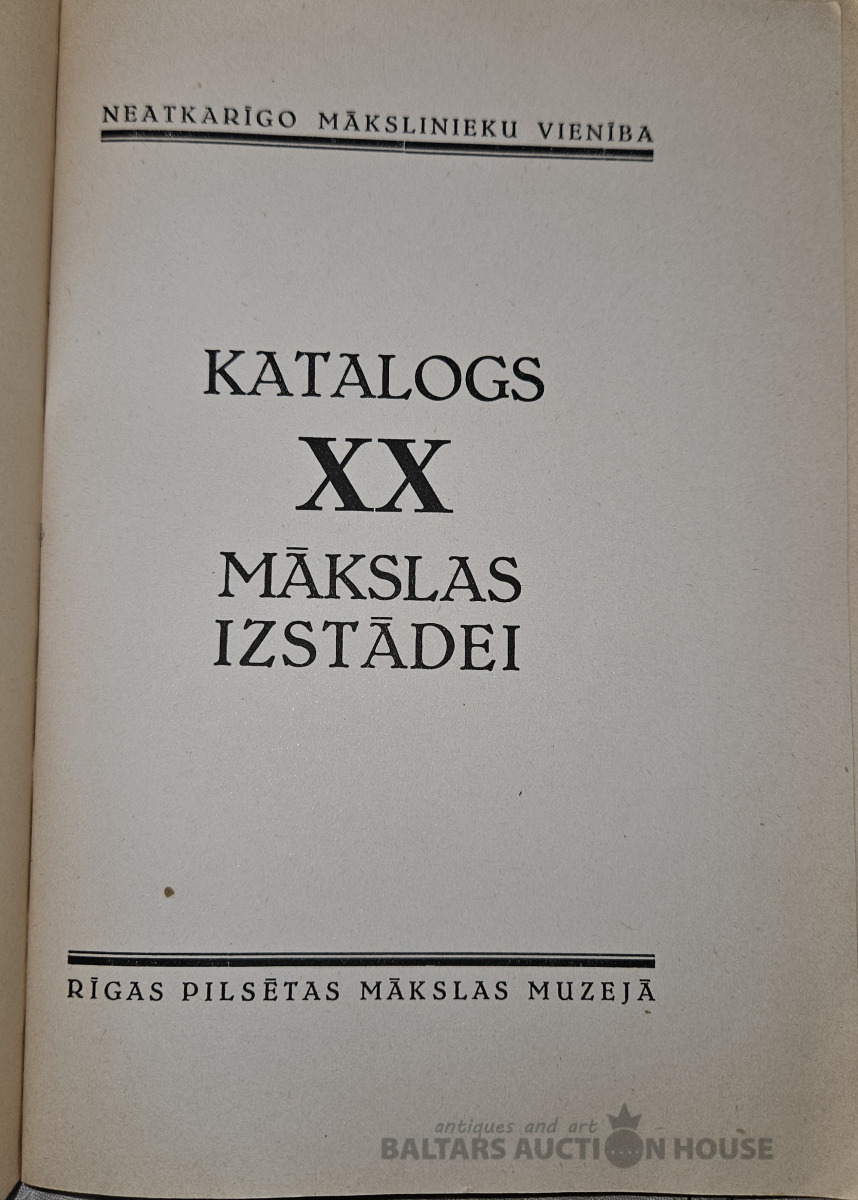 NEATKARĪGO MĀKSLINIEKU VIENĪBA
KATALOGS
XX
MĀKSLAS
IZSTĀDEI
RĪGAS PILSĒTAS MĀKSLAS MUZEJĀ
antiques and art
BALTARS AUCTION HOUSE